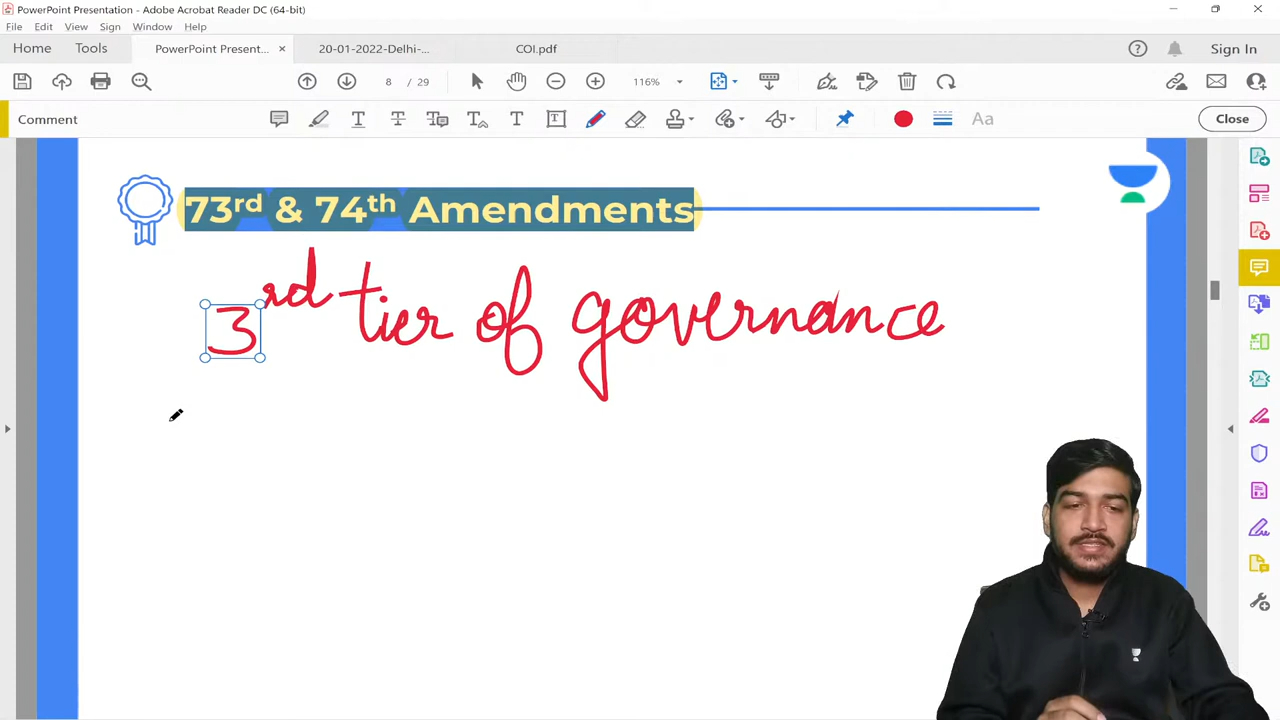 PowerPoint Presentation - Adobe Acrobat Reader DC (64-bit)
File Edit View Sign Window Help
Home Tools PowerPoint Present... × 20-01-2022-Delhi-... COI.pdf Sign In
8 / 29 116%
Comment Aa Close
73rd & 74th Amendments
3rd tier of governance